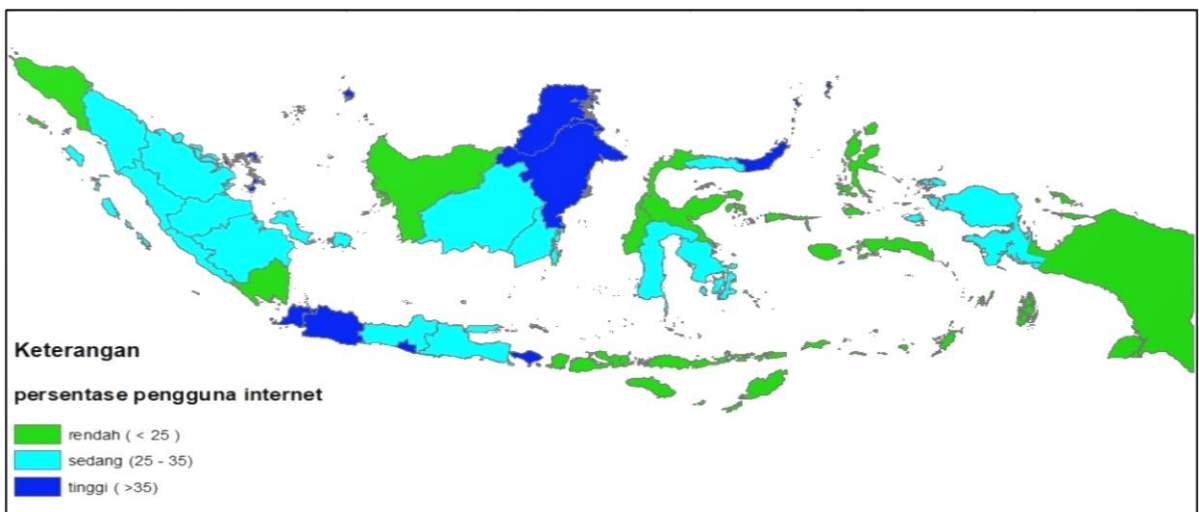 Keterangan
persentase pengguna internet
rendah ( < 25 )
sedang (25 - 35)
tinggi ( >35)